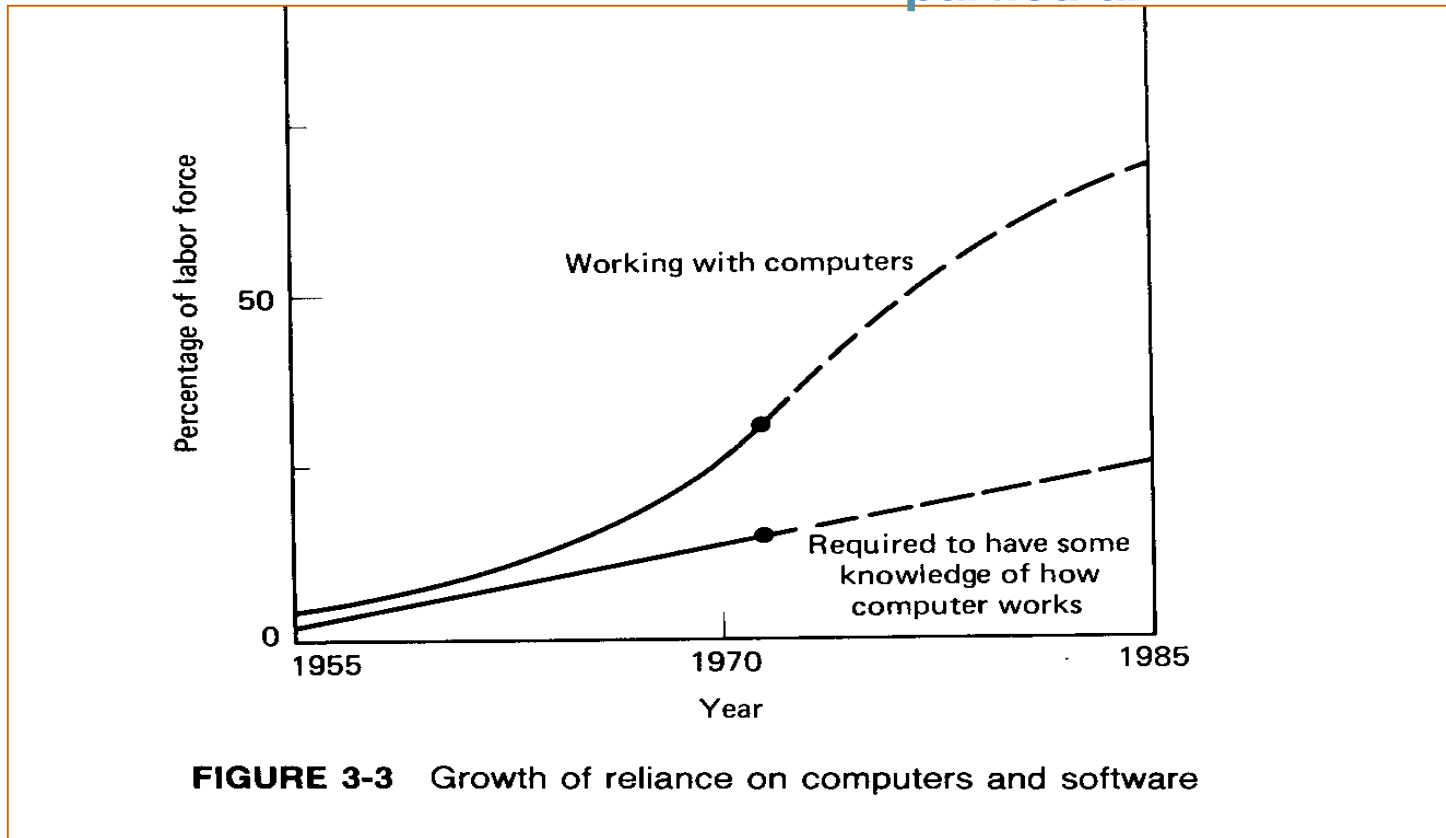 Percentage of labor force
Working with computers
50
Required to have some
knowledge of how
computer works
0
1955
1970
1985
Year
FIGURE 3-3 Growth of reliance on computers and software